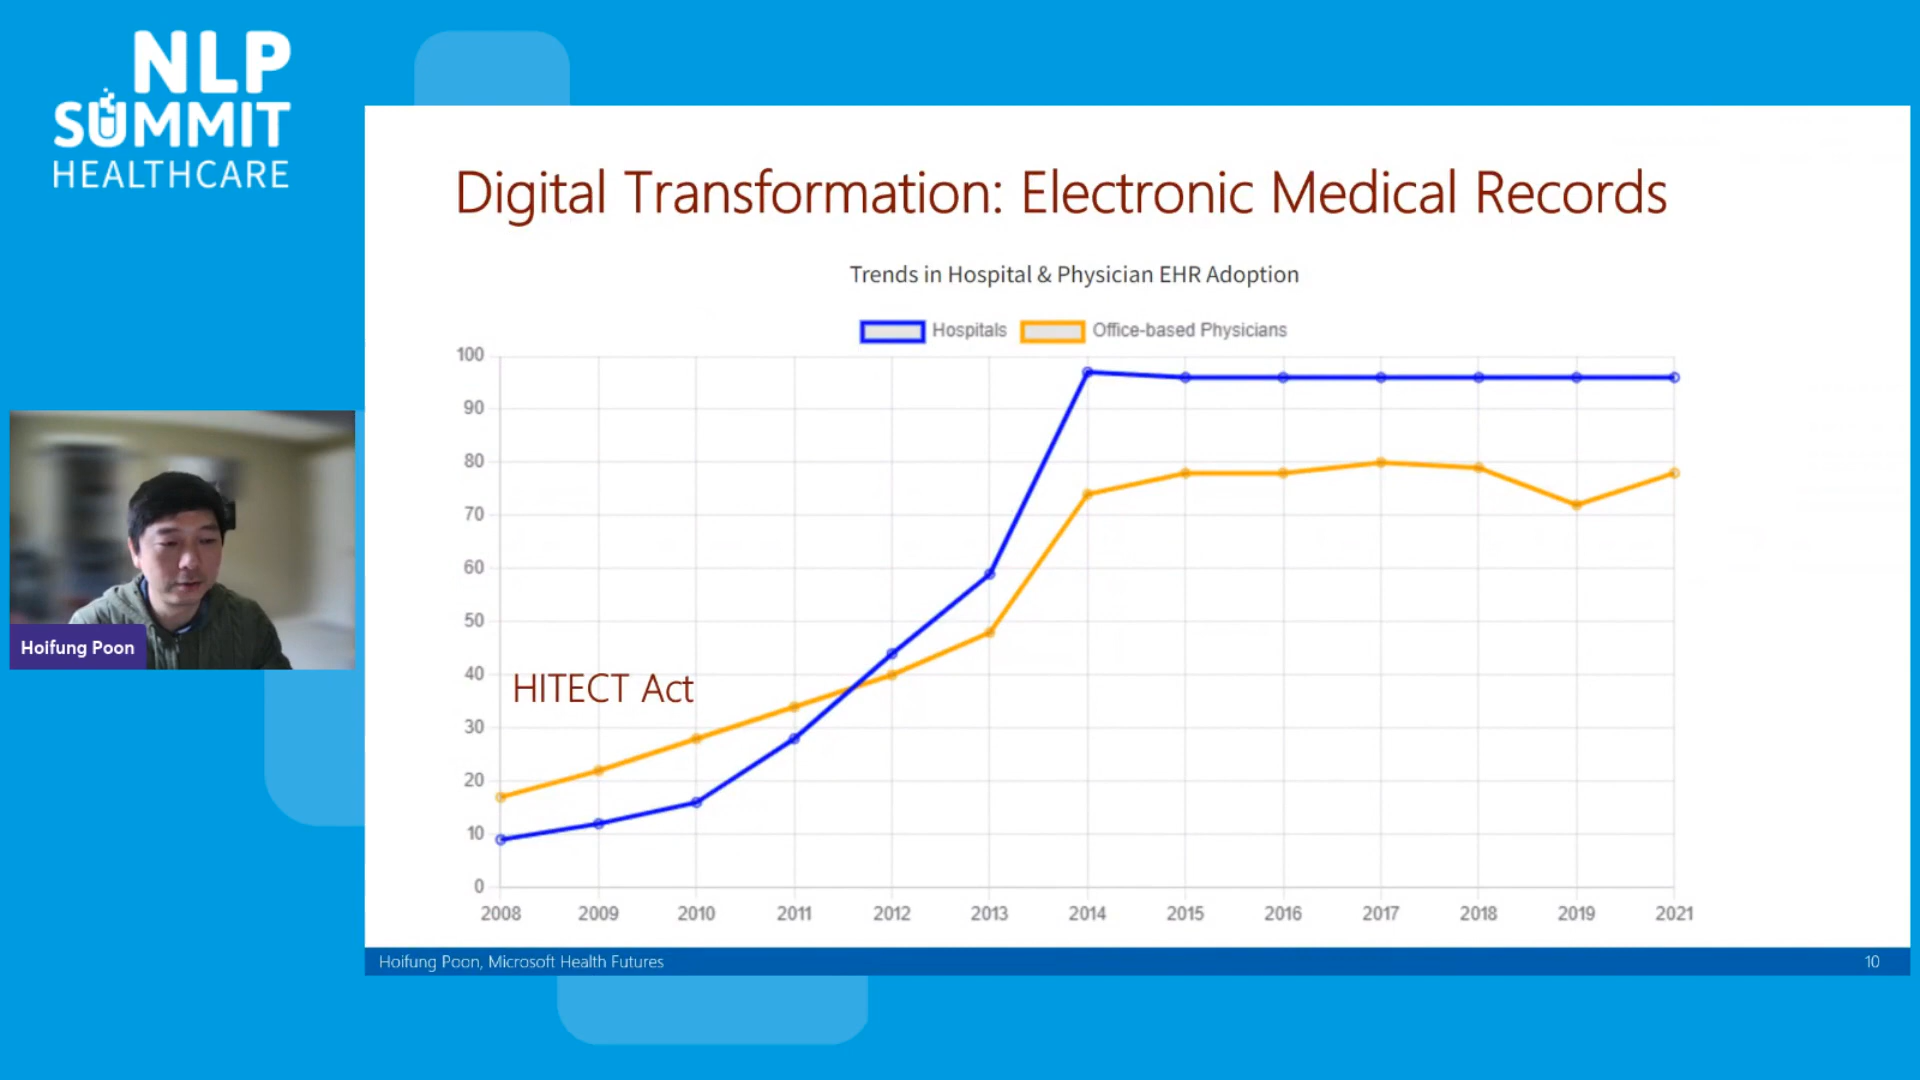 NLP
SUMMIT
HEALTHCARE
Digital Transformation: Electronic Medical Records
Trends in Hospital & Physician EHR Adoption
Hospitals
Office-based Physicians
100
90
80
70
60
50
40
30
20
10
0
HITECT Act
2008 2009 2010 2011 2012 2013 2014 2015 2016 2017 2018 2019 2021
Hoifung Poon
Hoifung Poon, Microsoft Health Futures
10